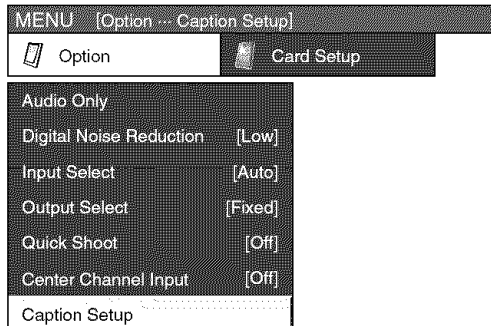 MENU [Option ··· Caption Setup]
Option Card Setup
Audio Only
Digital Noise Reduction [Low]
Input Select [Auto]
Output Select [Fixed]
Quick Shoot [Off]
Center Channel Input [Off]
Caption Setup